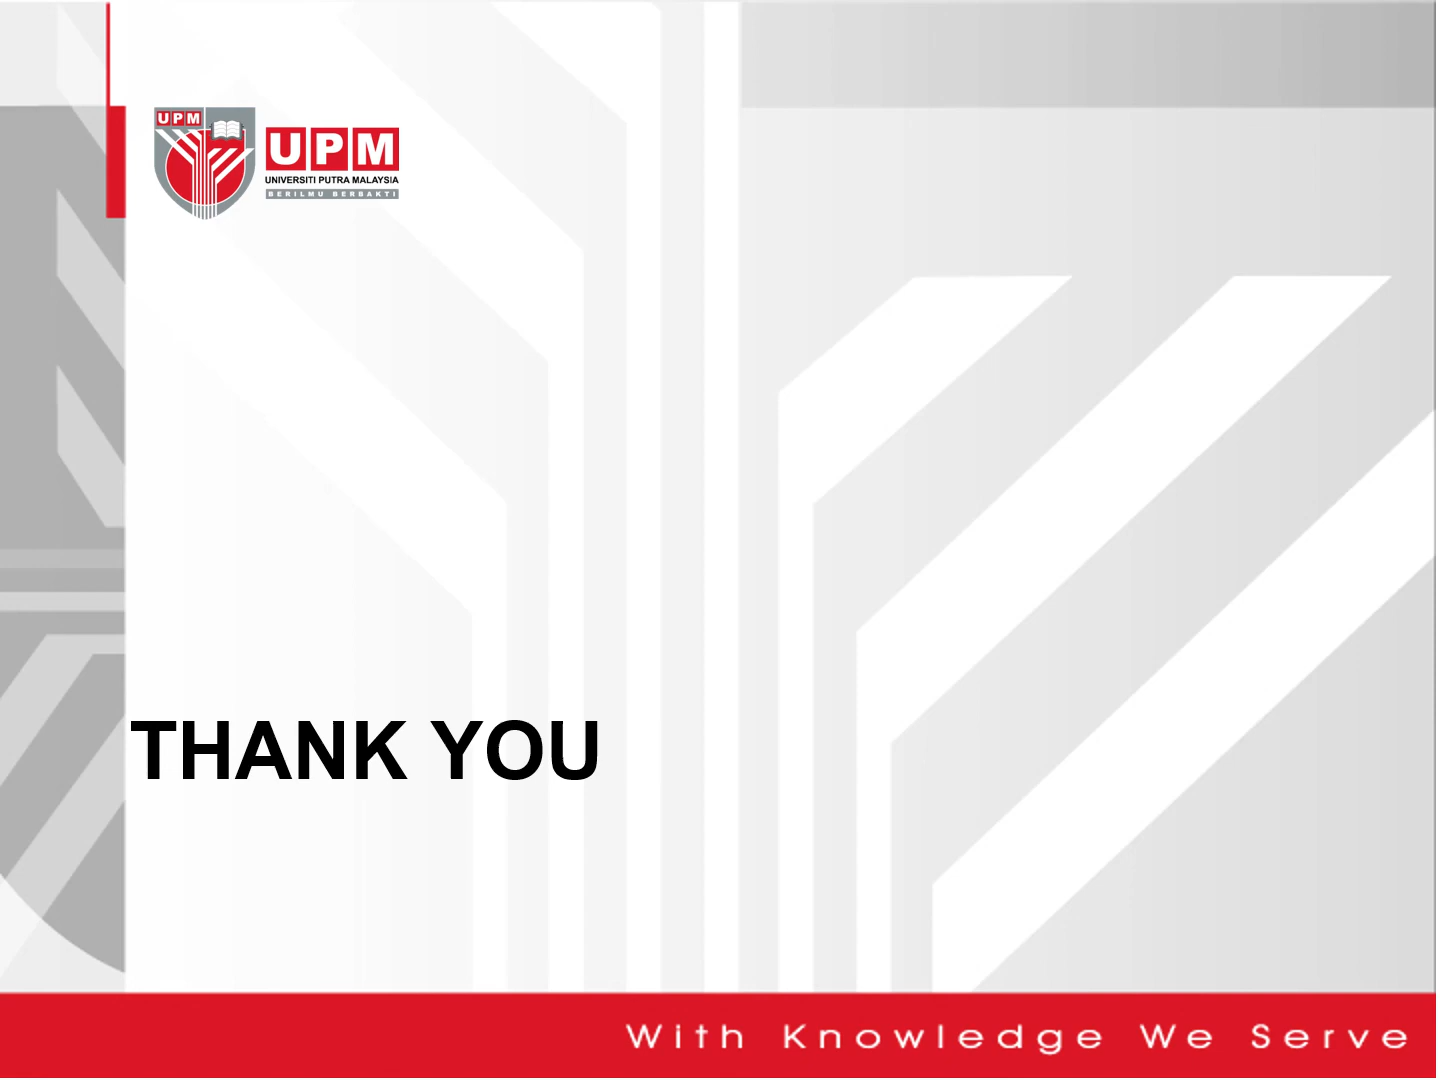 UPM
UPM
UNIVERSITI PUTRA MALAYSIA
BERILMU BERBAKTI
THANK YOU
With Knowledge We Serve